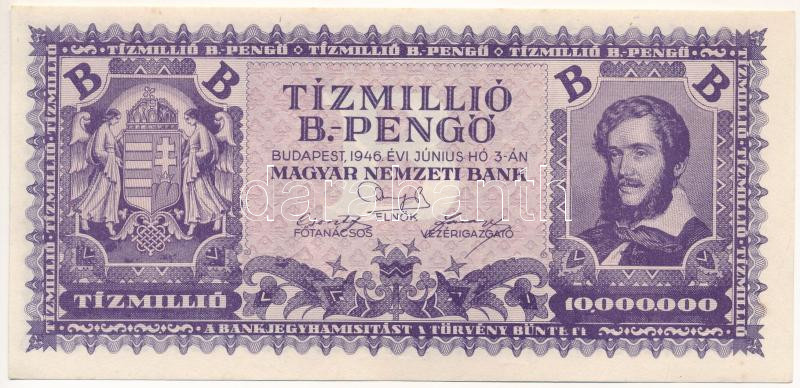 TÍZMILLIÓ B.-PENGŐ ◇ TÍZMILLIÓ B.-PENGŐ ◇ TÍZMILLIÓ B.-PENGŐ
B B B B
TÍZMILLIÓ
B.-PENGŐ
BUDAPEST, 1946. ÉVI JÚNIUS HÓ 3-ÁN
MAGYAR NEMZETI BANK
darabanth
ELNÖK
FŐTANÁCSOS VEZÉRIGAZGATÓ
TÍZMILLIÓ 10,000.000
A BANKJEGYHAMISÍTÁST A TÖRVÉNY BÜNTETI